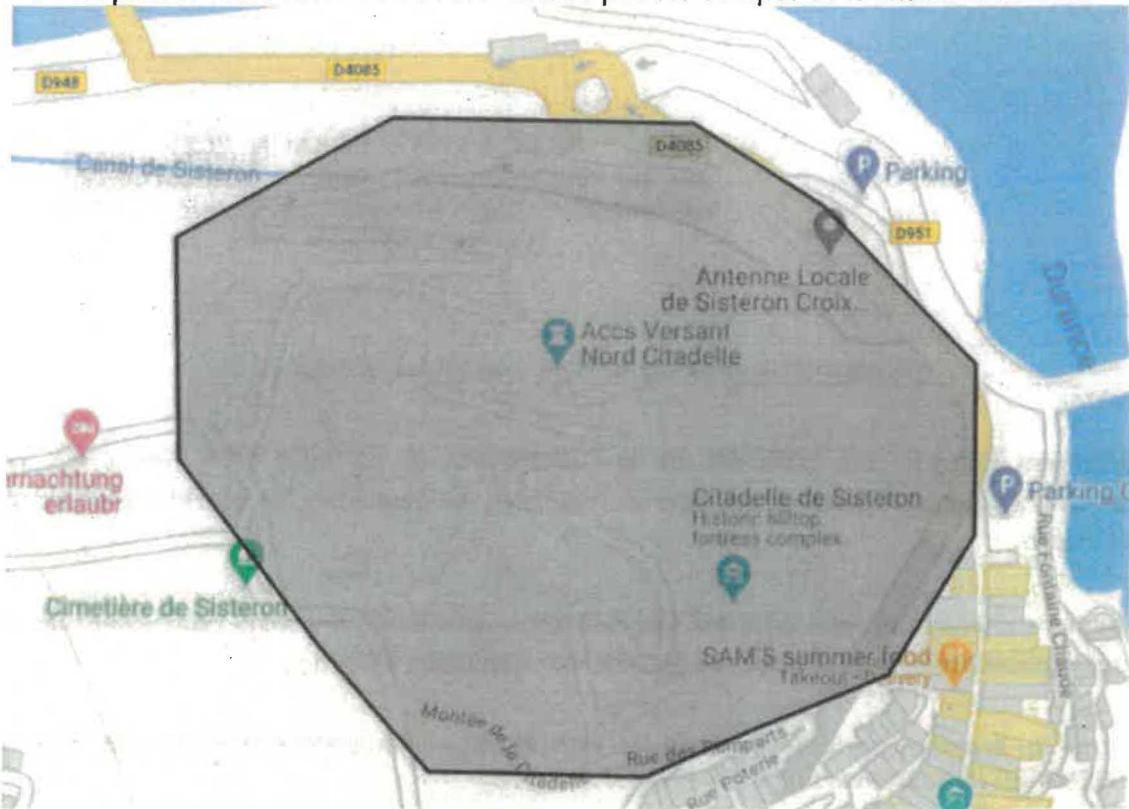 D948
D4085
D4085
Canal de Sisteron
Parking
D951
Antenne Locale
de Sisteron Croix...
Durance
Accs Versant
Nord Citadelle
rnachtung
erlaubr
Citadelle de Sisteron
Historic hilltop
fortress complex
Parking
Rue Fontaine Chaude
Cimetière de Sisteron
SAM'S summer food
Takeout · Delivery
Montée de la Citadelle
Rue des Remparts
Rue Poterie